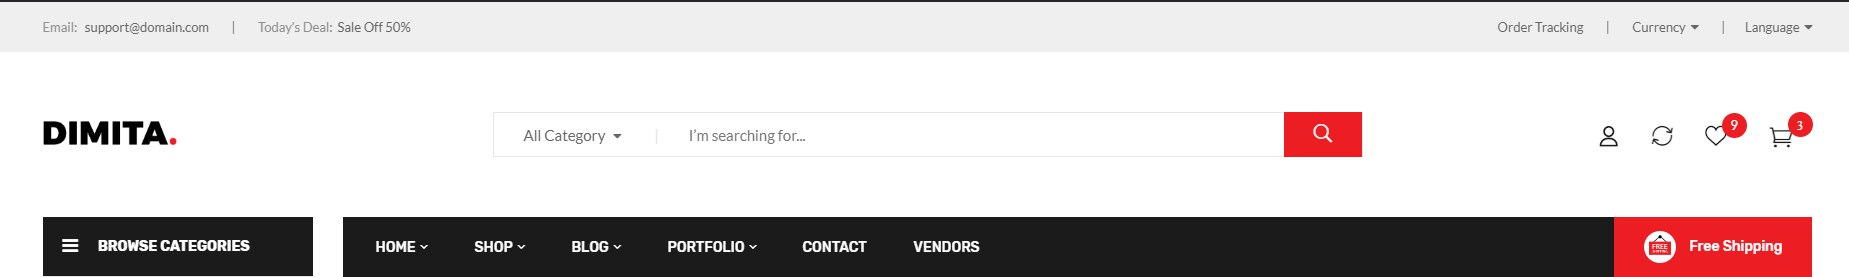 Email: support@domain.com | Today's Deal: Sale Off 50% Order Tracking | Currency | Language
DIMITA. All Category | I'm searching for... 9 3
BROWSE CATEGORIES HOME SHOP BLOG PORTFOLIO CONTACT VENDORS FREE Free Shipping